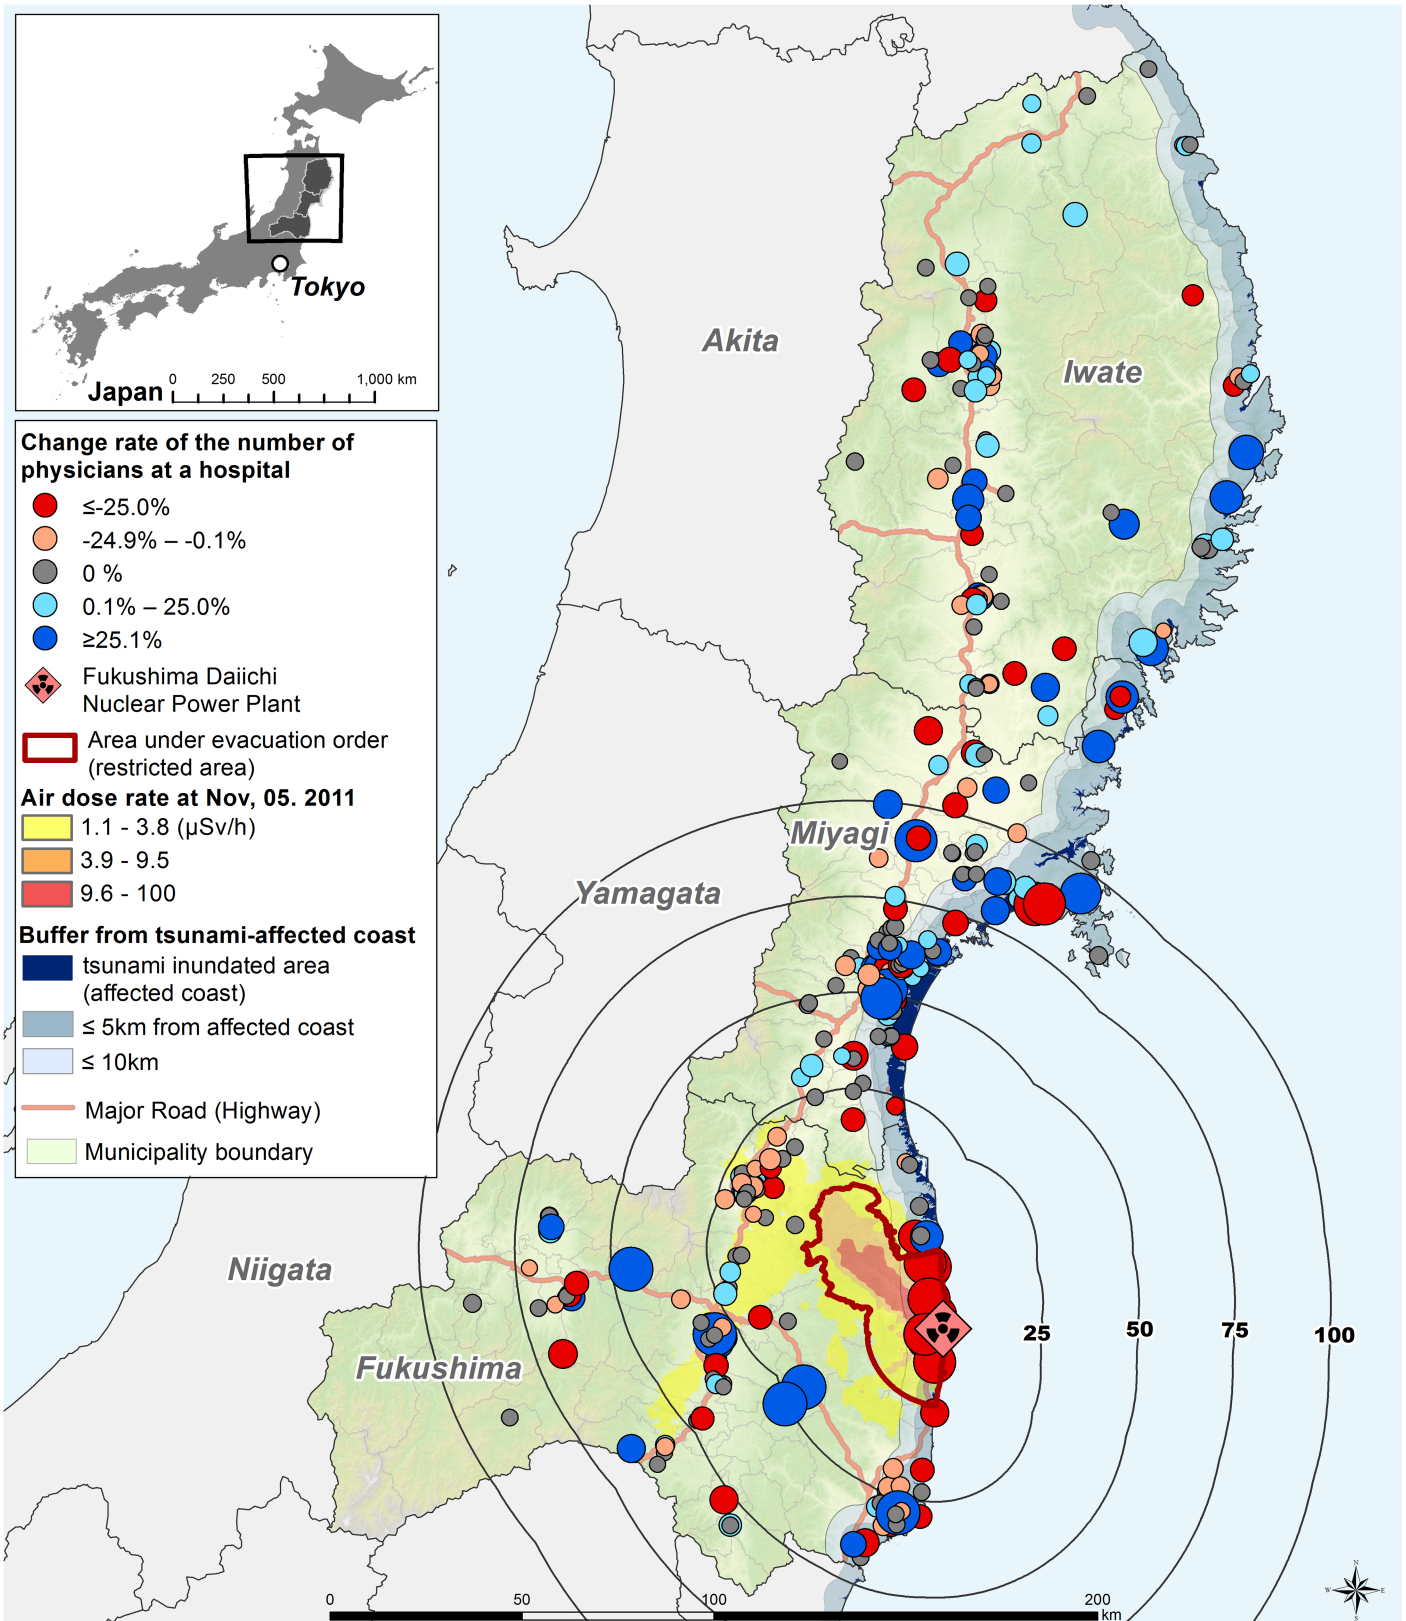 Tokyo
Japan
0 250 500 1,000 km
Change rate of the number of
physicians at a hospital
≤-25.0%
-24.9% – -0.1%
0 %
0.1% – 25.0%
≥25.1%
Fukushima Daiichi
Nuclear Power Plant
Area under evacuation order
(restricted area)
Air dose rate at Nov, 05. 2011
1.1 - 3.8 (µSv/h)
3.9 - 9.5
9.6 - 100
Buffer from tsunami-affected coast
tsunami inundated area
(affected coast)
≤ 5km from affected coast
≤ 10km
Major Road (Highway)
Municipality boundary
Akita
Iwate
Miyagi
Yamagata
Niigata
Fukushima
25 50 75 100
0 50 100 200
km
N
W E
S